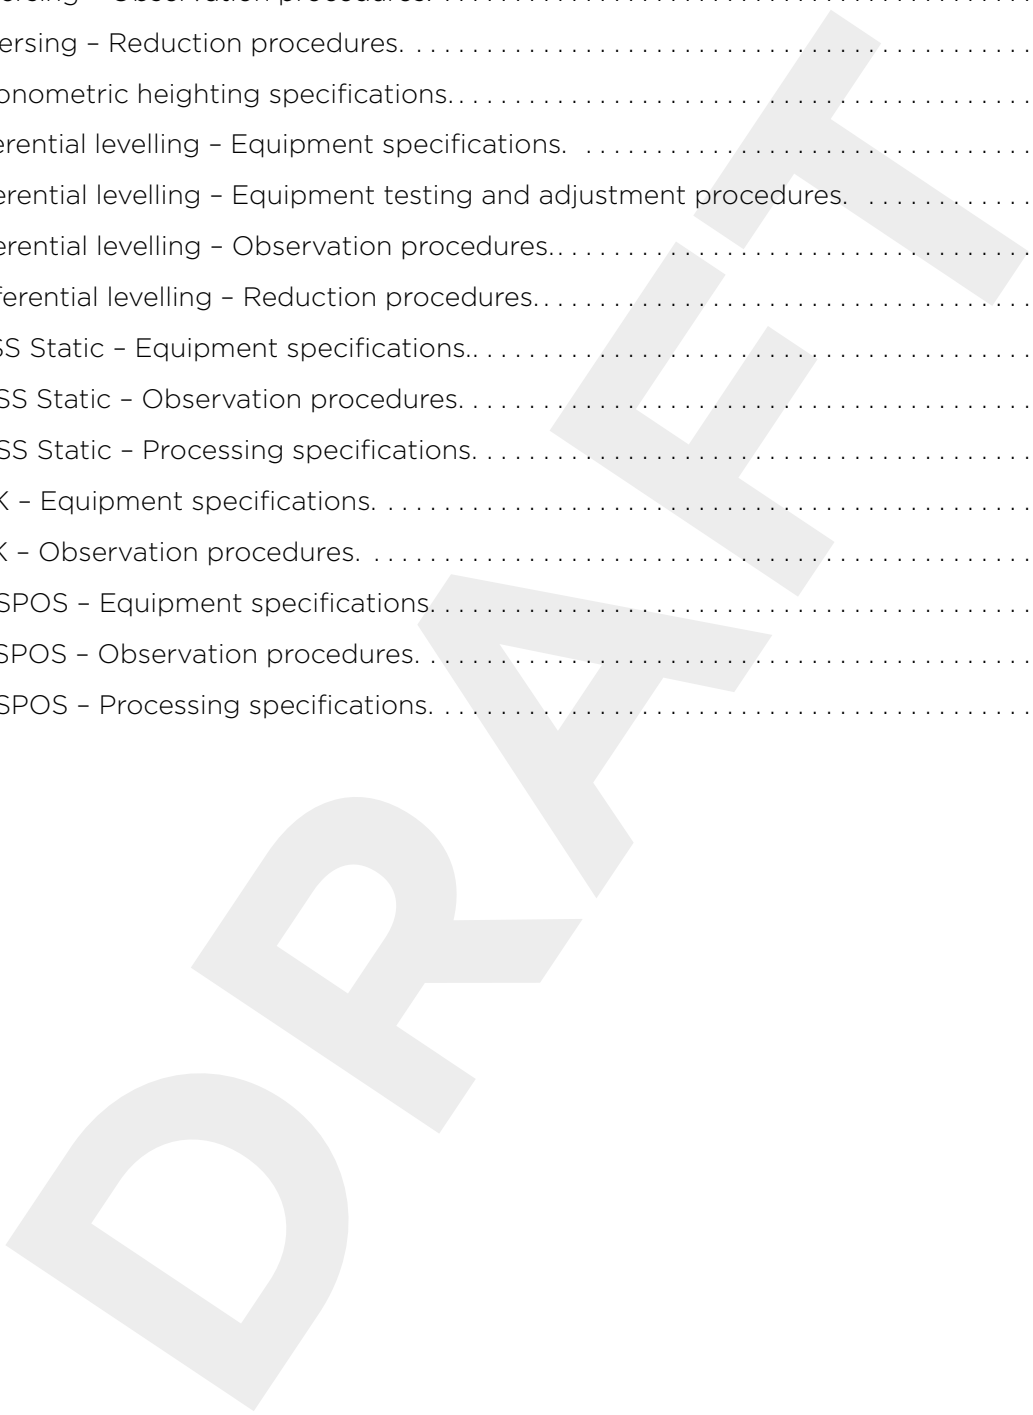 ersing – Reduction procedures. . . . . . . . . . . . . . . . . . . . . . . . . . . . . . . . . . . . . . . . . . . .
onometric heighting specifications. . . . . . . . . . . . . . . . . . . . . . . . . . . . . . . . . . . . . . . . .
erential levelling – Equipment specifications. . . . . . . . . . . . . . . . . . . . . . . . . . . . . . . . .
erential levelling – Equipment testing and adjustment procedures. . . . . . . . . . . . .
erential levelling – Observation procedures. . . . . . . . . . . . . . . . . . . . . . . . . . . . . . . . . .
ferential levelling – Reduction procedures. . . . . . . . . . . . . . . . . . . . . . . . . . . . . . . . . . .
SS Static – Equipment specifications. . . . . . . . . . . . . . . . . . . . . . . . . . . . . . . . . . . . . . . .
SS Static – Observation procedures. . . . . . . . . . . . . . . . . . . . . . . . . . . . . . . . . . . . . . . .
SS Static – Processing specifications. . . . . . . . . . . . . . . . . . . . . . . . . . . . . . . . . . . . . . .
K – Equipment specifications. . . . . . . . . . . . . . . . . . . . . . . . . . . . . . . . . . . . . . . . . . . . . .
K – Observation procedures. . . . . . . . . . . . . . . . . . . . . . . . . . . . . . . . . . . . . . . . . . . . . . .
SPOS – Equipment specifications. . . . . . . . . . . . . . . . . . . . . . . . . . . . . . . . . . . . . . . . . .
SPOS – Observation procedures. . . . . . . . . . . . . . . . . . . . . . . . . . . . . . . . . . . . . . . . . . .
SPOS – Processing specifications. . . . . . . . . . . . . . . . . . . . . . . . . . . . . . . . . . . . . . . . . .
DRAFT